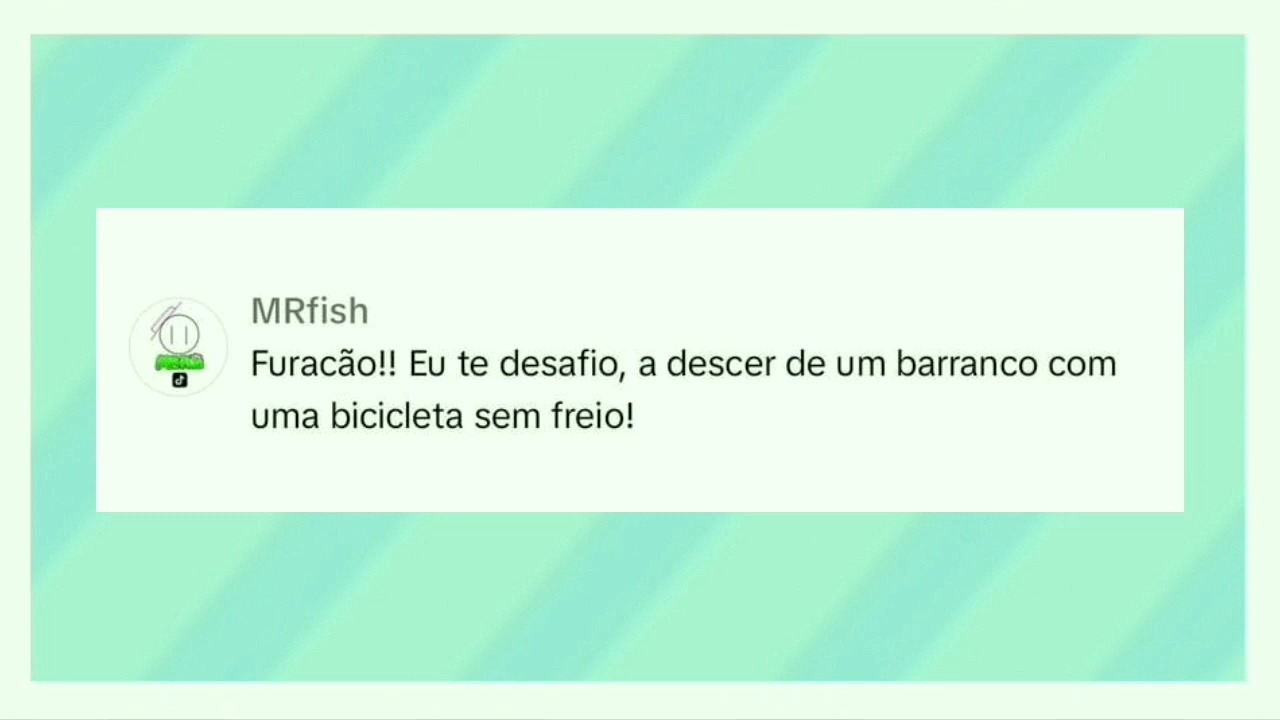 MRfish
Furacão!! Eu te desafio, a descer de um barranco com
uma bicicleta sem freio!